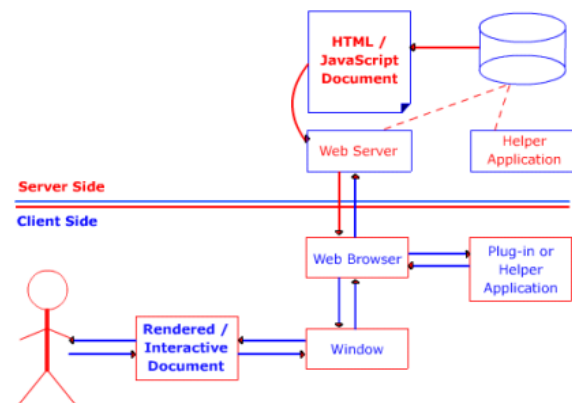 HTML /
JavaScript
Document
Web Server
Helper
Application
Server Side
Client Side
Web Browser
Plug-in or
Helper
Application
Rendered /
Interactive
Document
Window